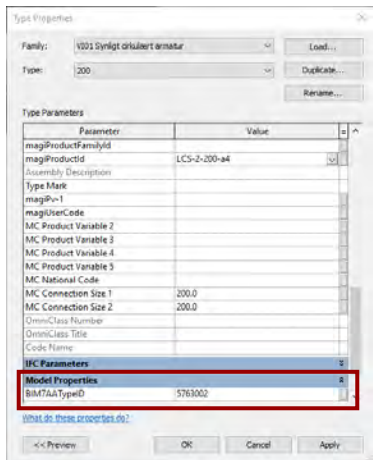 Type Properties
Family: VI01 Synligt cirkulært armatur Load...
Type: 200 Duplicate...
Rename...
Type Parameters
Parameter Value =
magiProductFamilyId
magiProductId LCS-2-200-a4
Assembly Description
Type Mark
magiPv-1
magiUserCode
MC Product Variable 2
MC Product Variable 3
MC Product Variable 4
MC Product Variable 5
MC National Code
MC Connection Size 1 200.0
MC Connection Size 2 200.0
OmniClass Number
OmniClass Title
Code Name
IFC Parameters
Model Properties
BIM7AATypeID 5763002
What do these properties do?
<< Preview OK Cancel Apply